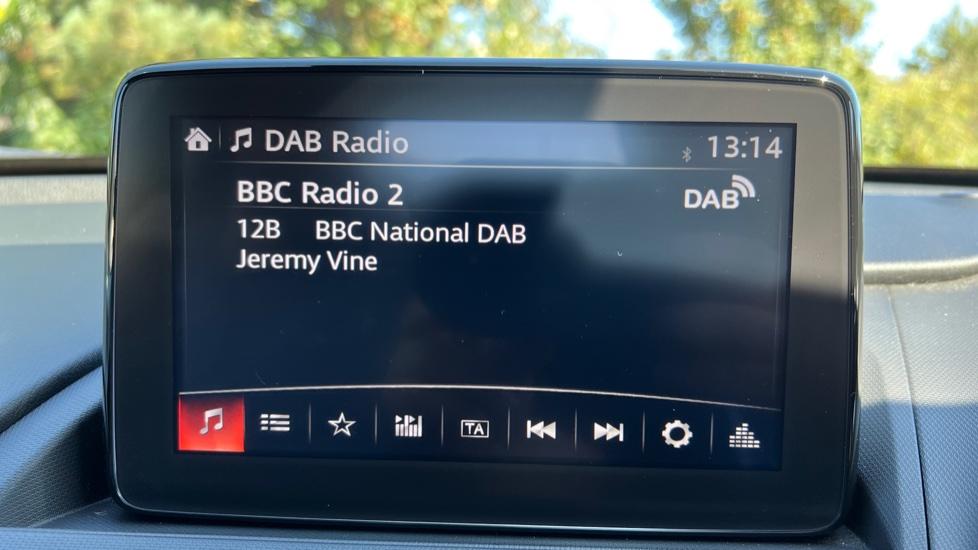 DAB Radio 13:14
BBC Radio 2 DAB
12B BBC National DAB
Jeremy Vine
TA